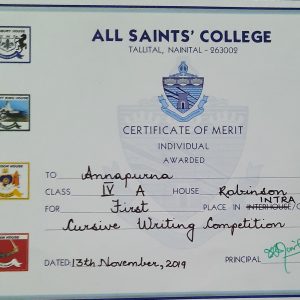 ALL SAINTS' COLLEGE
TALLITAL, NAINITAL - 263002
CERTIFICATE OF MERIT
INDIVIDUAL
AWARDED
TO Annapurna
CLASS IV A HOUSE Robinson
FOR First PLACE IN INTERHOUSE/ INTRA
Cursive Writing Competition
DATED: 13th November, 2019 PRINCIPAL